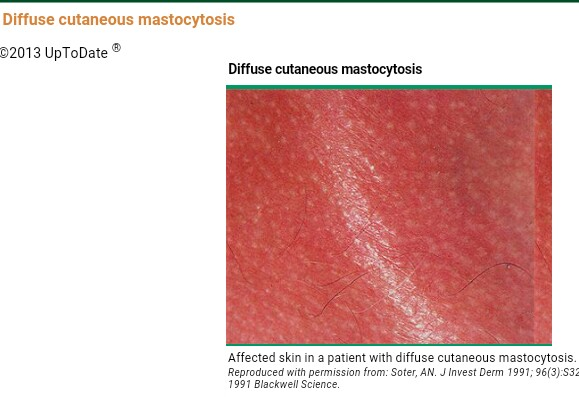 Diffuse cutaneous mastocytosis
©2013 UpToDate ®
Diffuse cutaneous mastocytosis
Affected skin in a patient with diffuse cutaneous mastocytosis.
Reproduced with permission from: Soter, AN. J Invest Derm 1991; 96(3):S32
1991 Blackwell Science.